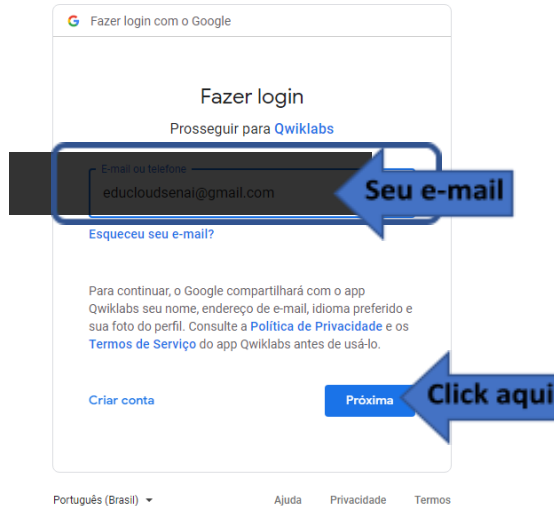 Fazer login com o Google
Fazer login
Prosseguir para Qwiklabs
E-mail ou telefone
educloudsenai@gmail.com
Seu e-mail
Esqueceu seu e-mail?
Para continuar, o Google compartilhará com o app
Qwiklabs seu nome, endereço de e-mail, idioma preferido e
sua foto do perfil. Consulte a Política de Privacidade e os
Termos de Serviço do app Qwiklabs antes de usá-lo.
Criar conta
Próxima
Click aqui
Português (Brasil)
Ajuda
Privacidade
Termos